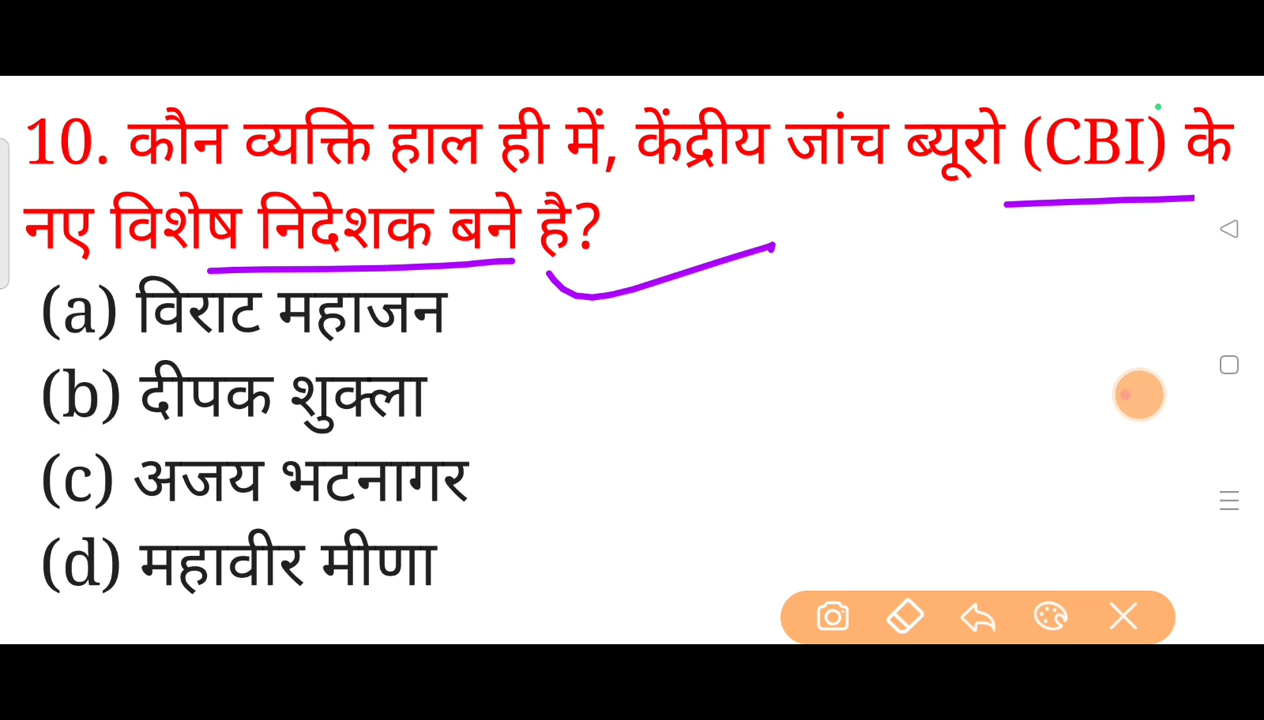 10. कौन व्यक्ति हाल ही में, केंद्रीय जांच ब्यूरो (CBI) के
नए विशेष निदेशक बने है?
(a) विराट महाजन
(b) दीपक शुक्ला
(c) अजय भटनागर
(d) महावीर मीणा